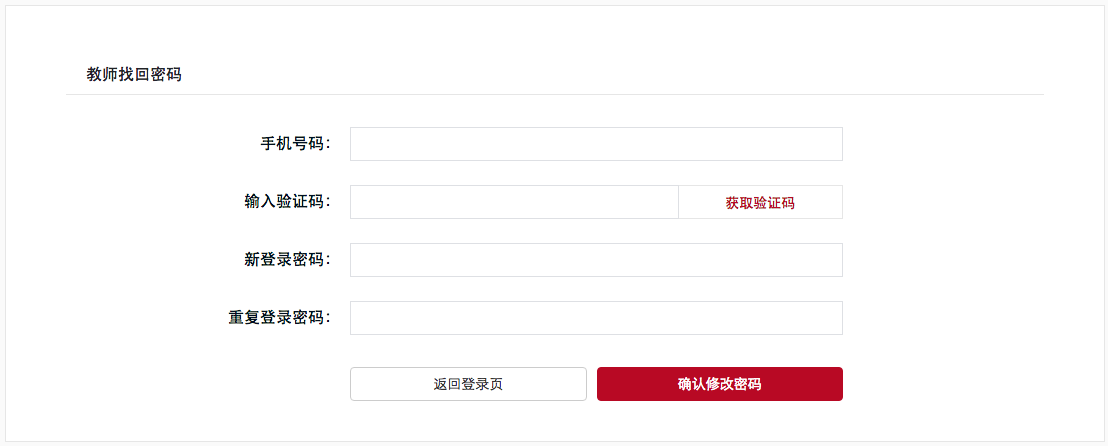 教师找回密码
手机号码：
输入验证码： 获取验证码
新登录密码：
重复登录密码：
返回登录页 确认修改密码